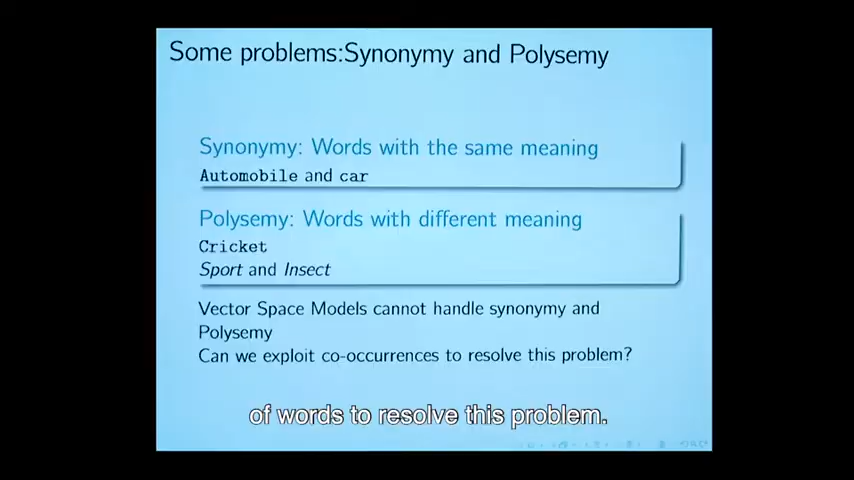 Some problems:Synonymy and Polysemy
Synonymy: Words with the same meaning
Automobile and car
Polysemy: Words with different meaning
Cricket
Sport and Insect
Vector Space Models cannot handle synonymy and
Polysemy
Can we exploit co-occurrences to resolve this problem?
of words to resolve this problem.